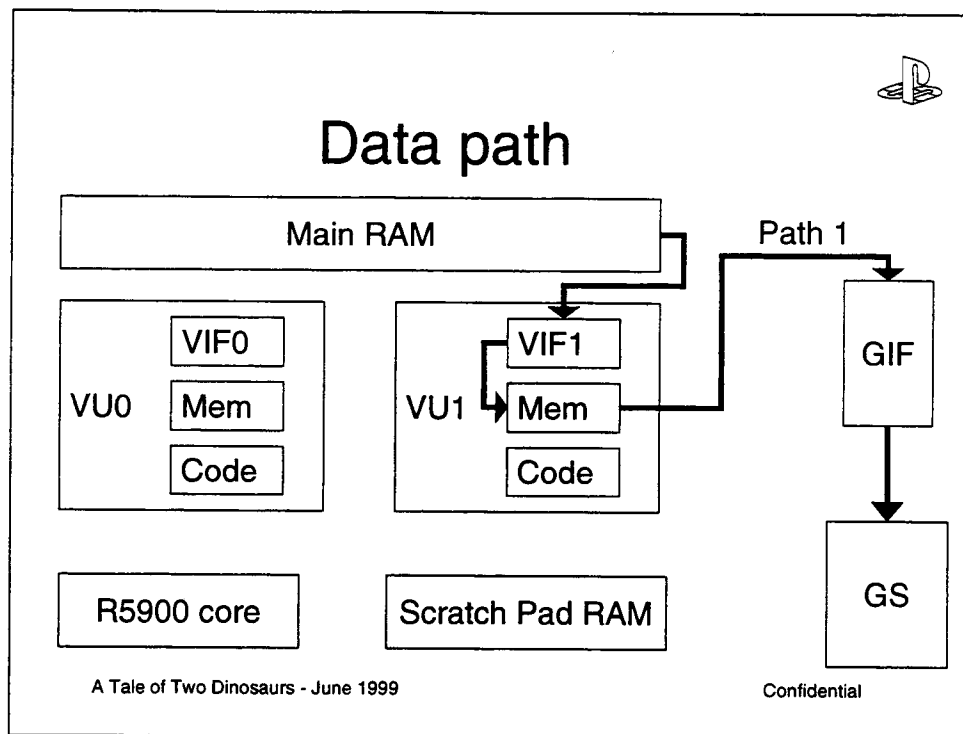 Data path
Main RAM
Path 1
VU0
VIF0
Mem
Code
VU1
VIF1
Mem
Code
GIF
GS
R5900 core
Scratch Pad RAM
A Tale of Two Dinosaurs - June 1999
Confidential